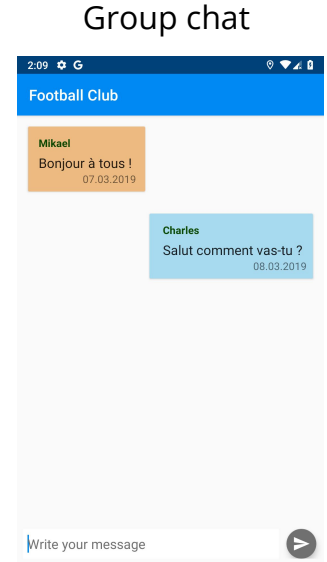 Group chat
2:09 G
Football Club
Mikael
Bonjour à tous !
07.03.2019
Charles
Salut comment vas-tu ?
08.03.2019
Write your message